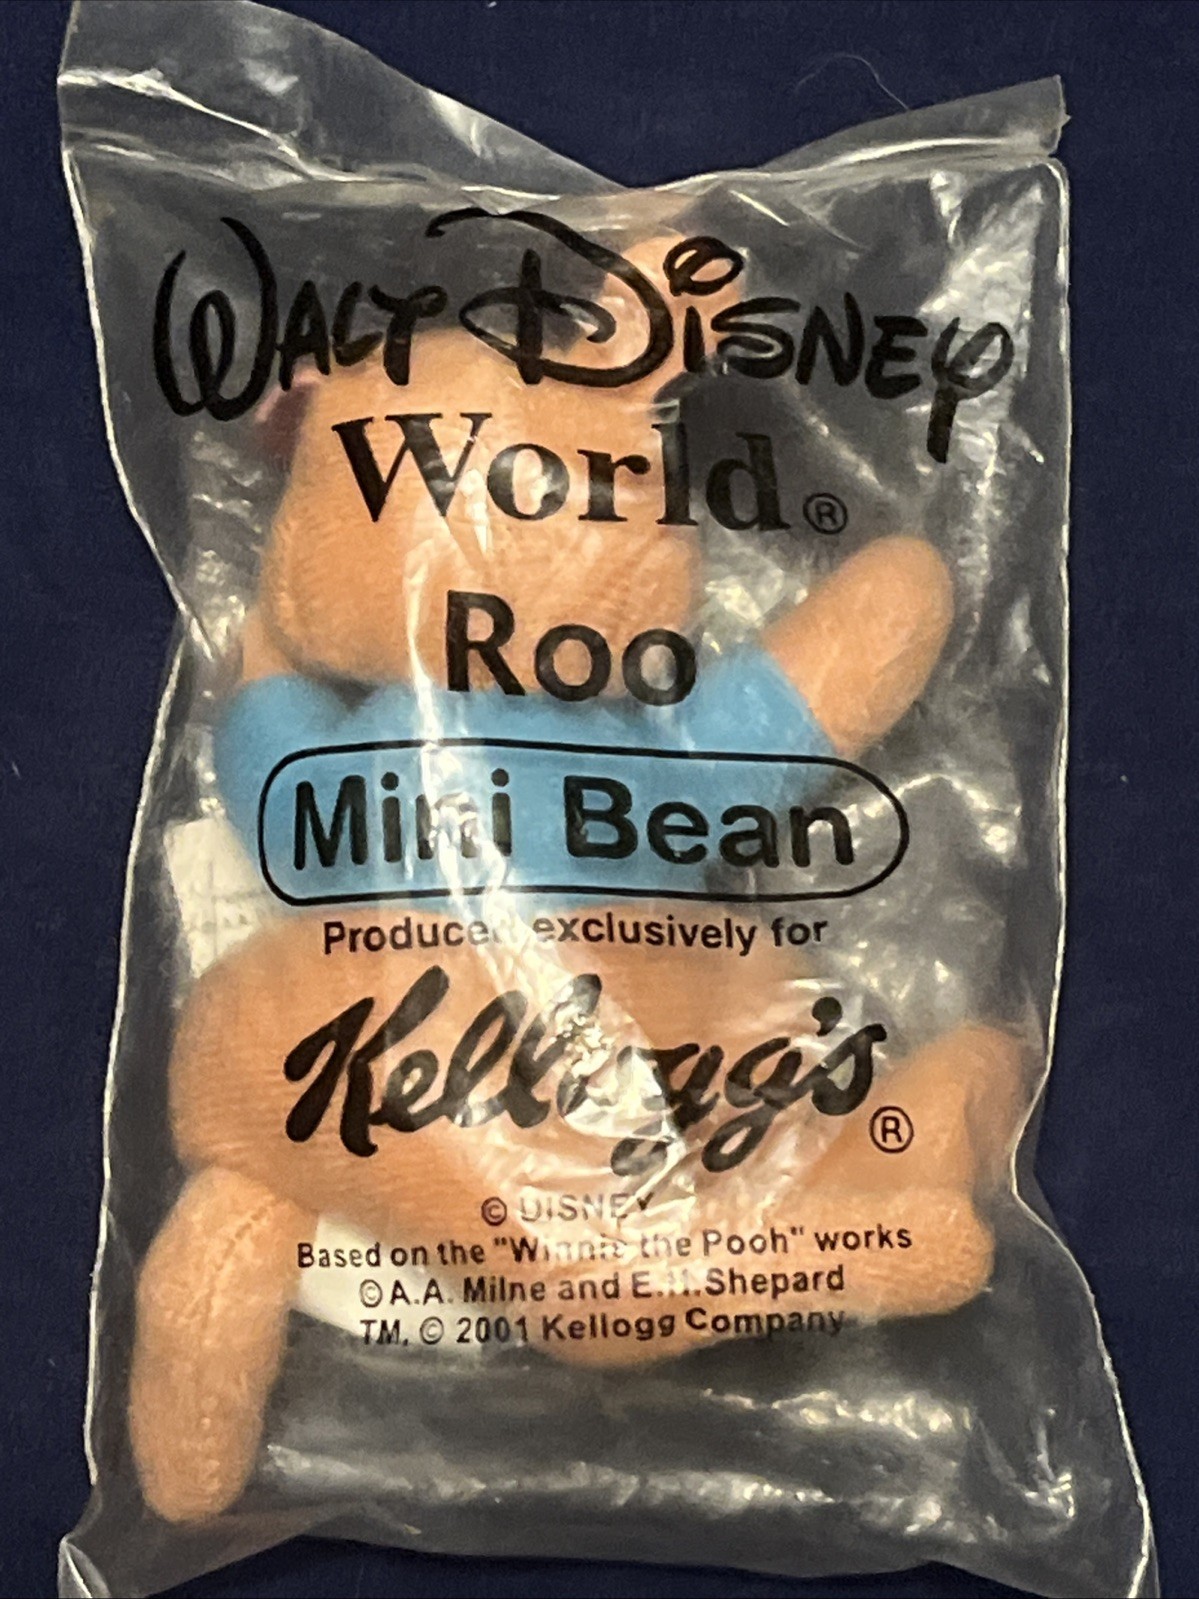 WALT DISNEY
World®
Roo
Mini Bean
Produced exclusively for
Kellogg's®
© DISNEY
Based on the "Winnie the Pooh" works
© A.A. Milne and E.H.Shepard
TM, © 2001 Kellogg Company